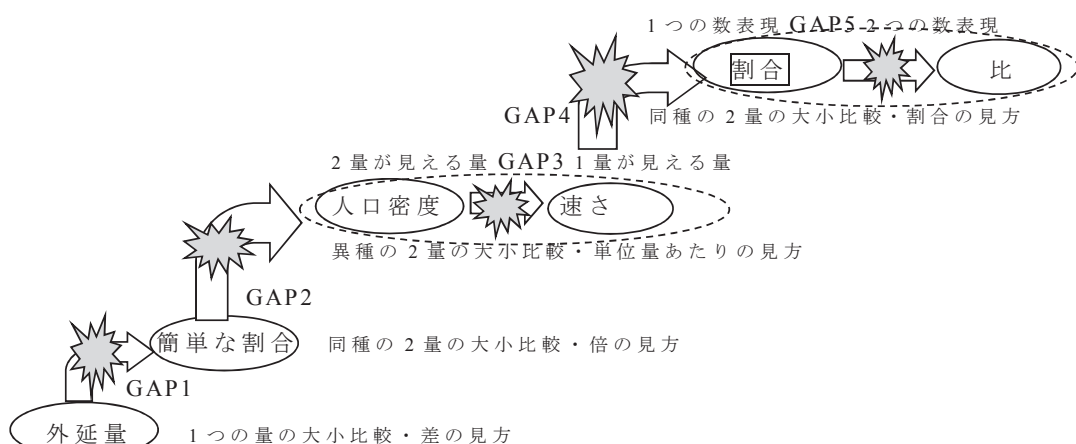 1つの数表現 GAP5 2つの数表現
割合 比
GAP4 同種の2量の大小比較・割合の見方
2量が見える量 GAP3 1量が見える量
人口密度 速さ
異種の2量の大小比較・単位量あたりの見方
GAP2
簡単な割合 同種の2量の大小比較・倍の見方
GAP1
外延量 1つの量の大小比較・差の見方